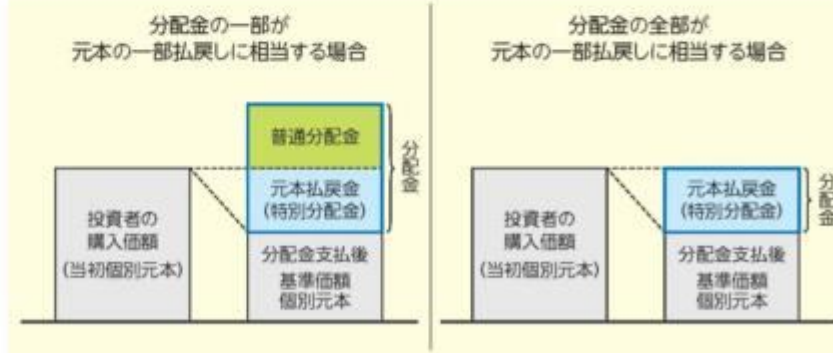 分配金の一部が
元本の一部払戻しに相当する場合
普通分配金
元本払戻金
(特別分配金)
分配金
投資者の
購入価額
(当初個別元本)
分配金支払後
基準価額
個別元本
分配金の全部が
元本の一部払戻しに相当する場合
元本払戻金
(特別分配金)
分配金
投資者の
購入価額
(当初個別元本)
分配金支払後
基準価額
個別元本